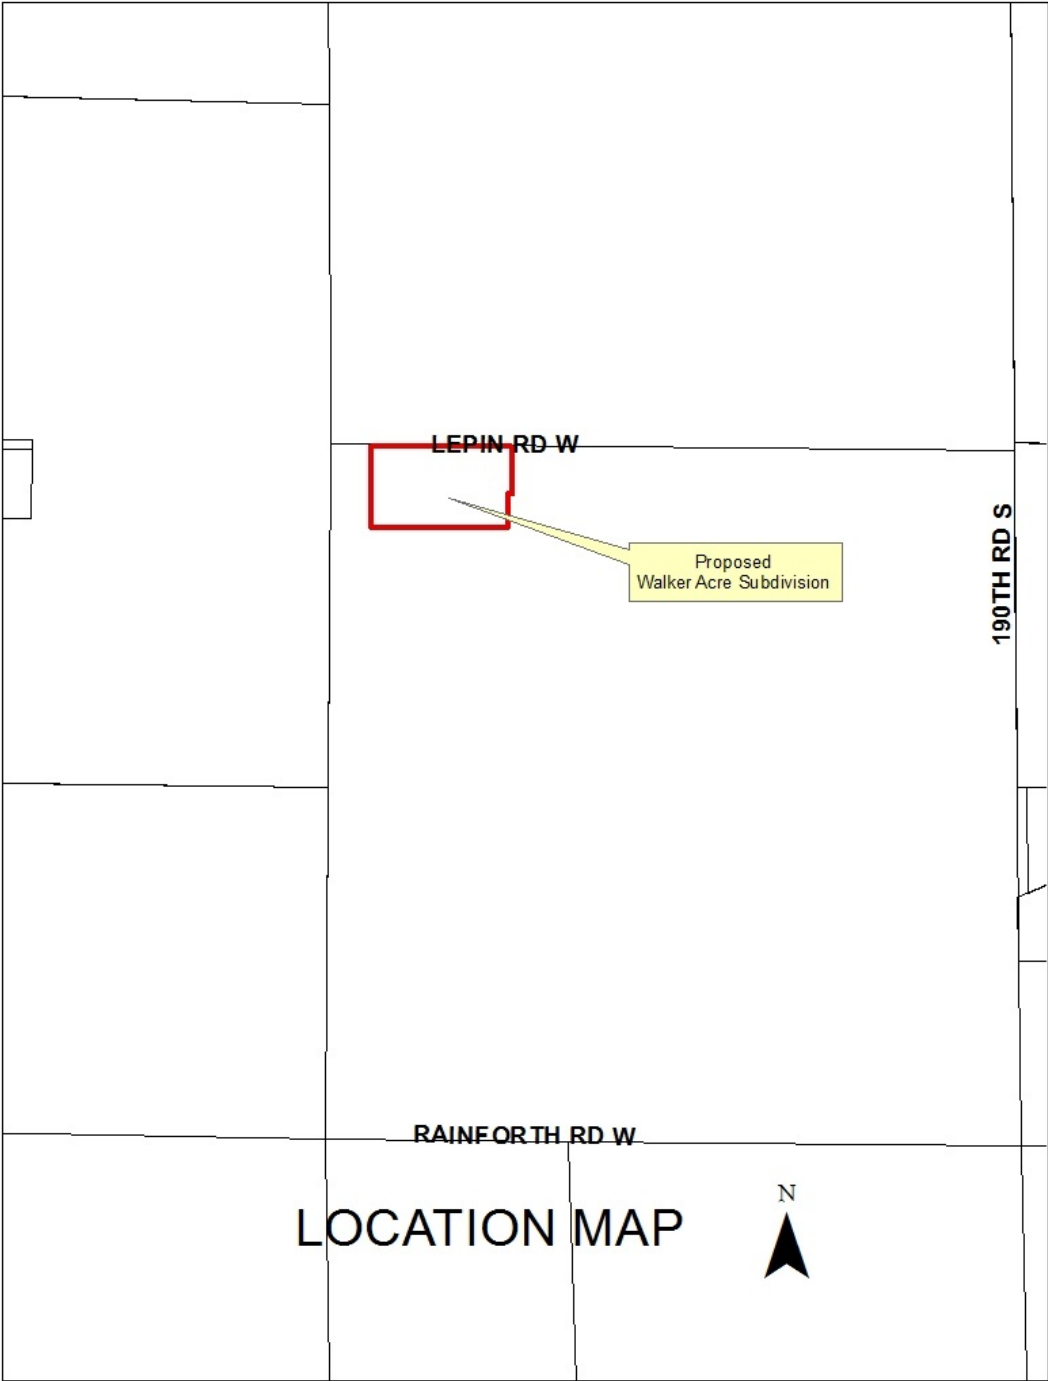 LEPIN RD W
190TH RD S
Proposed
Walker Acre Subdivision
RAINFORTH RD W
N
LOCATION MAP